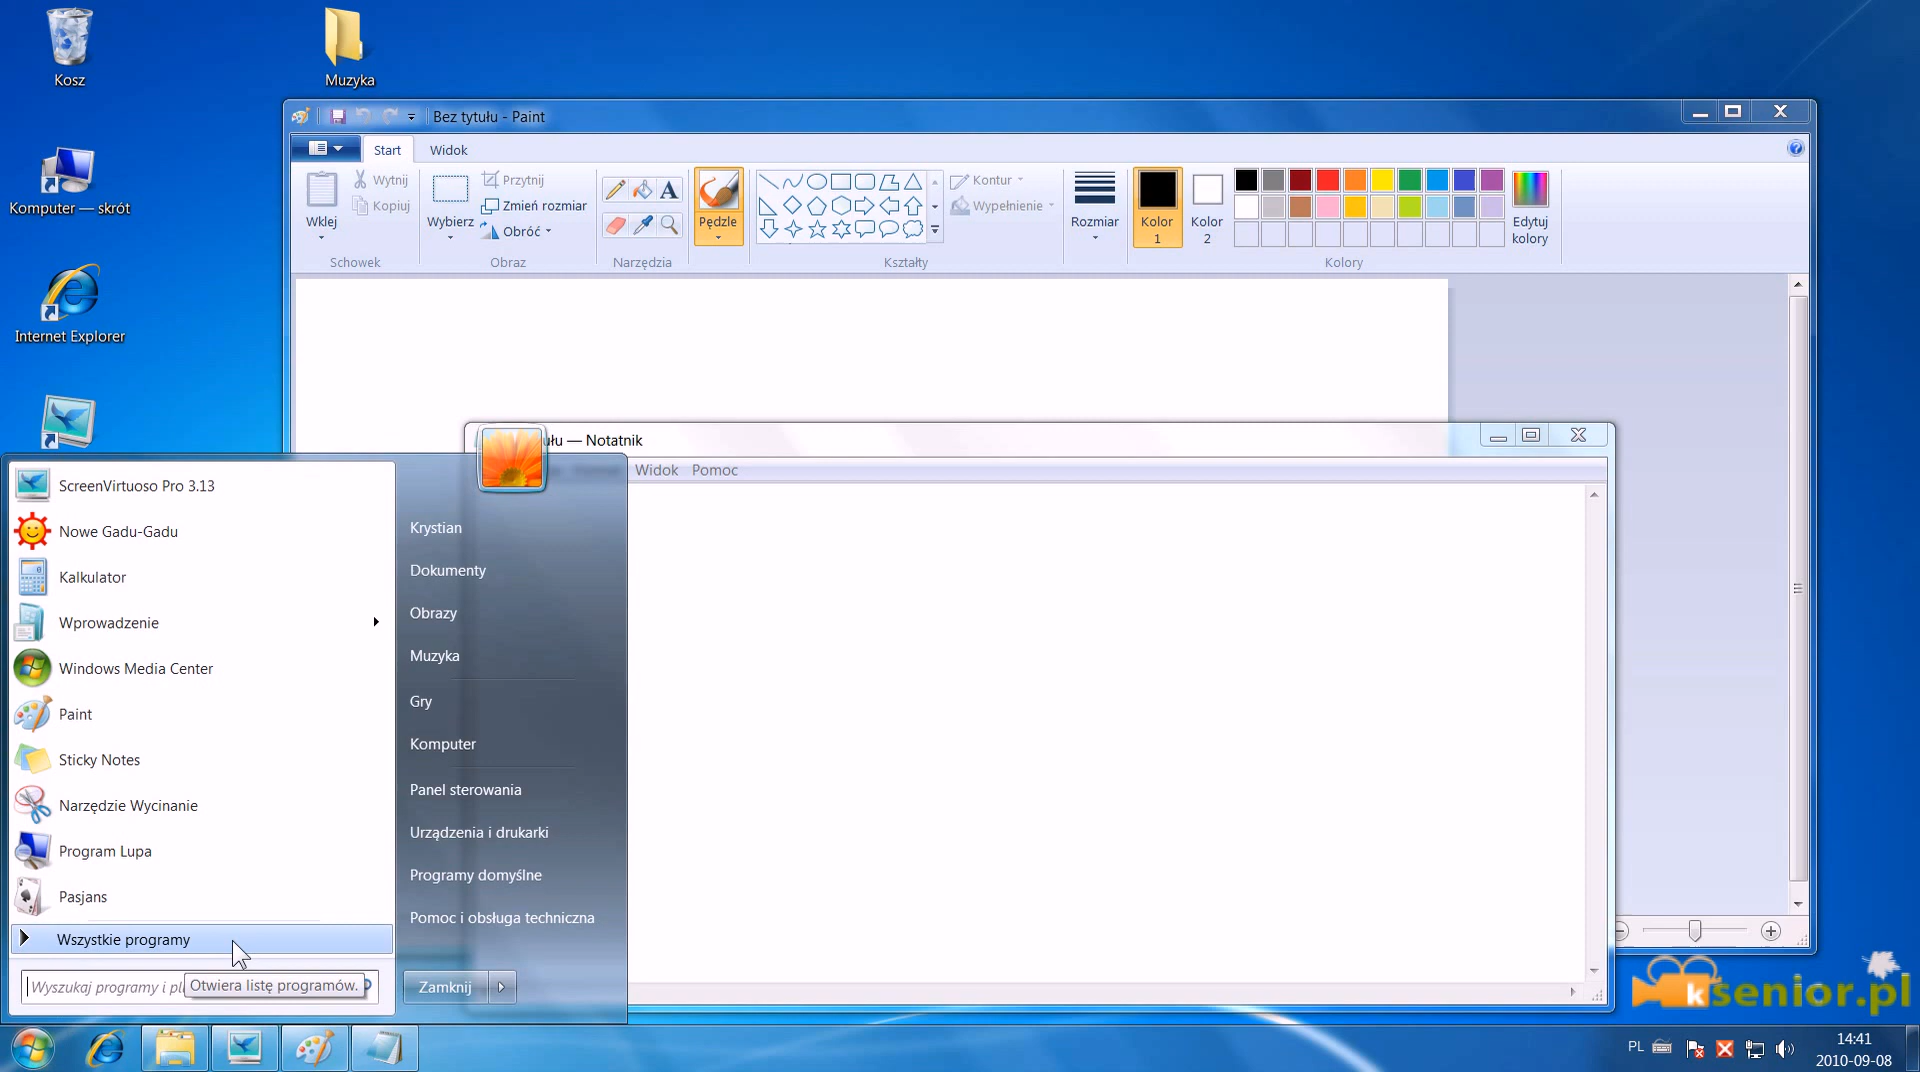 Kosz
Muzyka
Komputer — skrót
Internet Explorer
Bez tytułu - Paint
Start
Widok
Wklej
Wytnij
Kopiuj
Schowek
Wybierz
Przytnij
Zmień rozmiar
Obróć
Obraz
Narzędzia
Pędzle
Kształty
Kontur
Wypełnienie
Rozmiar
Kolor
1
Kolor
2
Edytuj
kolory
Kolory
— Notatnik
Widok Pomoc
ScreenVirtuoso Pro 3.13
Nowe Gadu-Gadu
Kalkulator
Wprowadzenie
Windows Media Center
Paint
Sticky Notes
Narzędzie Wycinanie
Program Lupa
Pasjans
Wszystkie programy
Wyszukaj programy i
Otwiera listę programów.
Krystian
Dokumenty
Obrazy
Muzyka
Gry
Komputer
Panel sterowania
Urządzenia i drukarki
Programy domyślne
Pomoc i obsługa techniczna
Zamknij
ksenior.pl
PL
14:41
2010-09-08